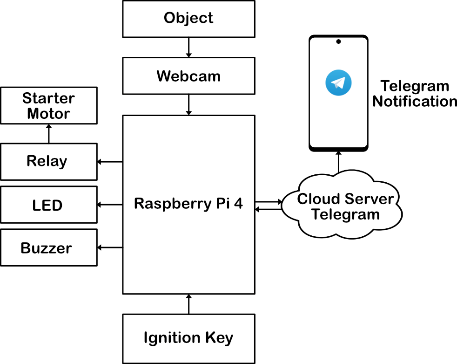 Object
Webcam
Telegram
Notification
Starter
Motor
Relay
LED
Raspberry Pi 4
Cloud Server
Telegram
Buzzer
Ignition Key